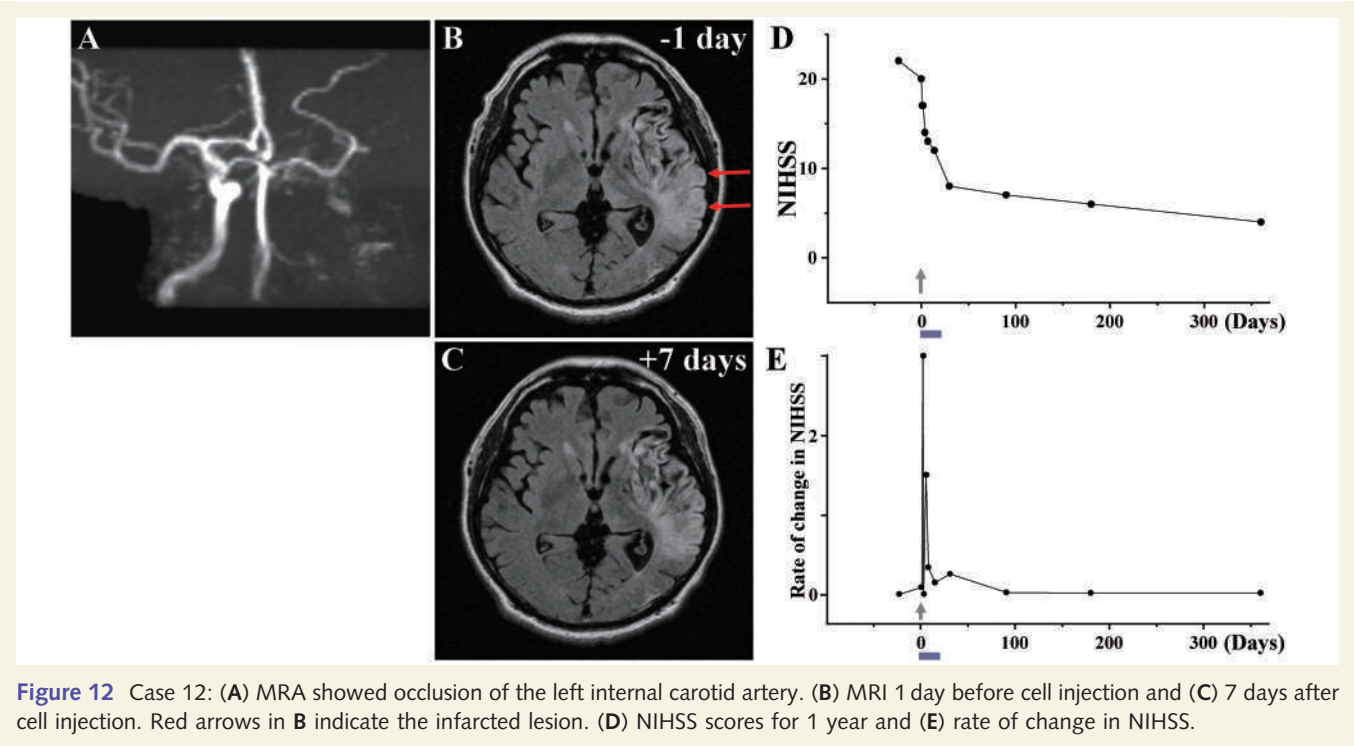 A
B
-1 day
D
NIHSS
20
10
0
0
100
200
300 (Days)
C
+7 days
E
Rate of change in NIHSS
2
0
0
100
200
300 (Days)
Figure 12 Case 12: (A) MRA showed occlusion of the left internal carotid artery. (B) MRI 1 day before cell injection and (C) 7 days after
cell injection. Red arrows in B indicate the infarcted lesion. (D) NIHSS scores for 1 year and (E) rate of change in NIHSS.